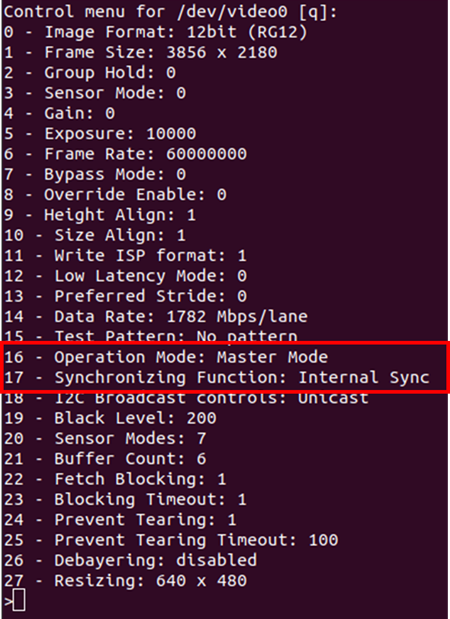 Control menu for /dev/video0 [q]:
0 - Image Format: 12bit (RG12)
1 - Frame Size: 3856 x 2180
2 - Group Hold: 0
3 - Sensor Mode: 0
4 - Gain: 0
5 - Exposure: 10000
6 - Frame Rate: 60000000
7 - Bypass Mode: 0
8 - Override Enable: 0
9 - Height Align: 1
10 - Size Align: 1
11 - Write ISP format: 1
12 - Low Latency Mode: 0
13 - Preferred Stride: 0
14 - Data Rate: 1782 Mbps/lane
15 - Test Pattern: No pattern
16 - Operation Mode: Master Mode
17 - Synchronizing Function: Internal Sync
18 - I2C Broadcast controls: Unicast
19 - Black Level: 200
20 - Sensor Modes: 7
21 - Buffer Count: 6
22 - Fetch Blocking: 1
23 - Blocking Timeout: 1
24 - Prevent Tearing: 1
25 - Prevent Tearing Timeout: 100
26 - Debayering: disabled
27 - Resizing: 640 x 480
>